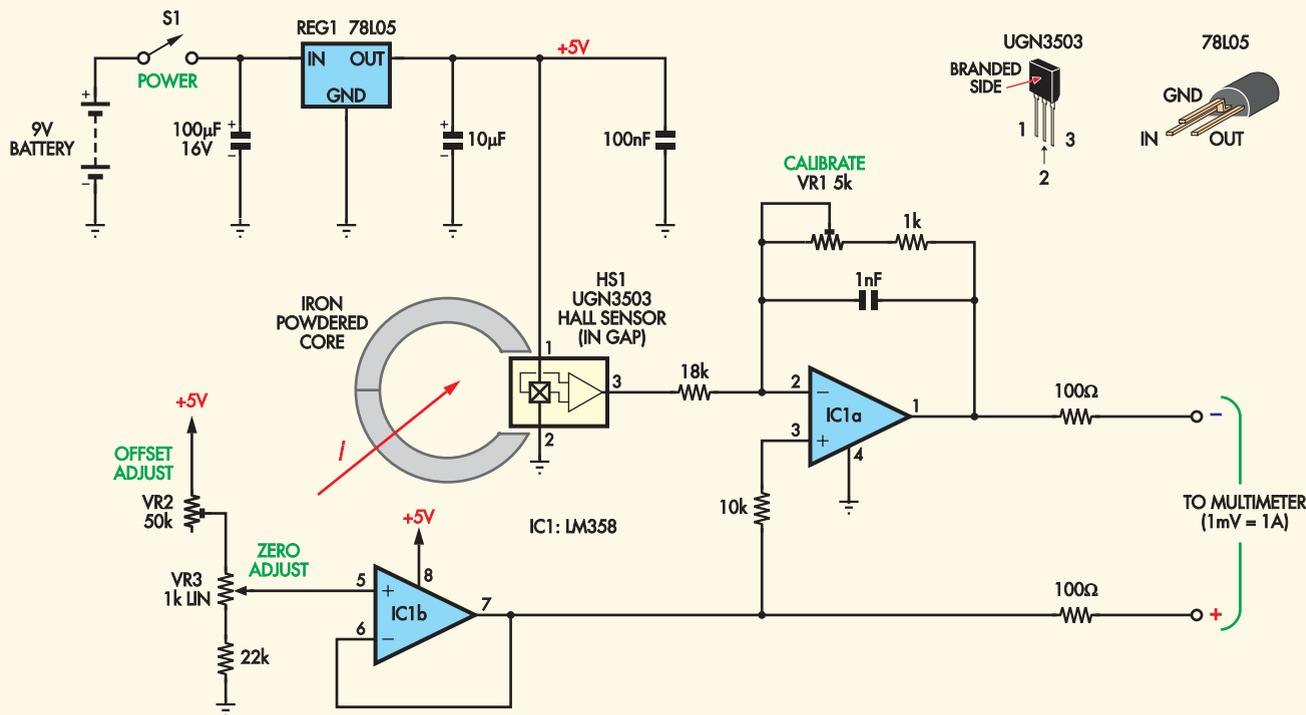 S1
POWER
+
9V
BATTERY
−
+
100µF
16V
−
REG1 78L05
IN OUT
GND
+
10µF
−
+5V
100nF
UGN3503
BRANDED
SIDE
1
2
3
78L05
GND
IN
OUT
CALIBRATE
VR1 5k
1k
1nF
IRON
POWDERED
CORE
HS1
UGN3503
HALL SENSOR
(IN GAP)
1
2
3
i
18k
2
−
3
+
IC1a
1
4
100Ω
−
10k
TO MULTIMETER
(1mV = 1A)
100Ω
+
IC1: LM358
+5V
OFFSET
ADJUST
VR2
50k
ZERO
ADJUST
VR3
1k LIN
22k
+5V
5
+
8
IC1b
7
6
−